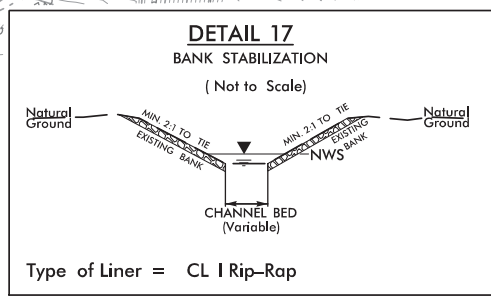 DETAIL 17
BANK STABILIZATION
( Not to Scale)
Natural
Ground
MIN. 2:1 TO TIE
EXISTING BANK
MIN. 2:1 TO TIE
EXISTING
BANK
Natural
Ground
NWS
CHANNEL BED
(Variable)
Type of Liner = CL I Rip-Rap